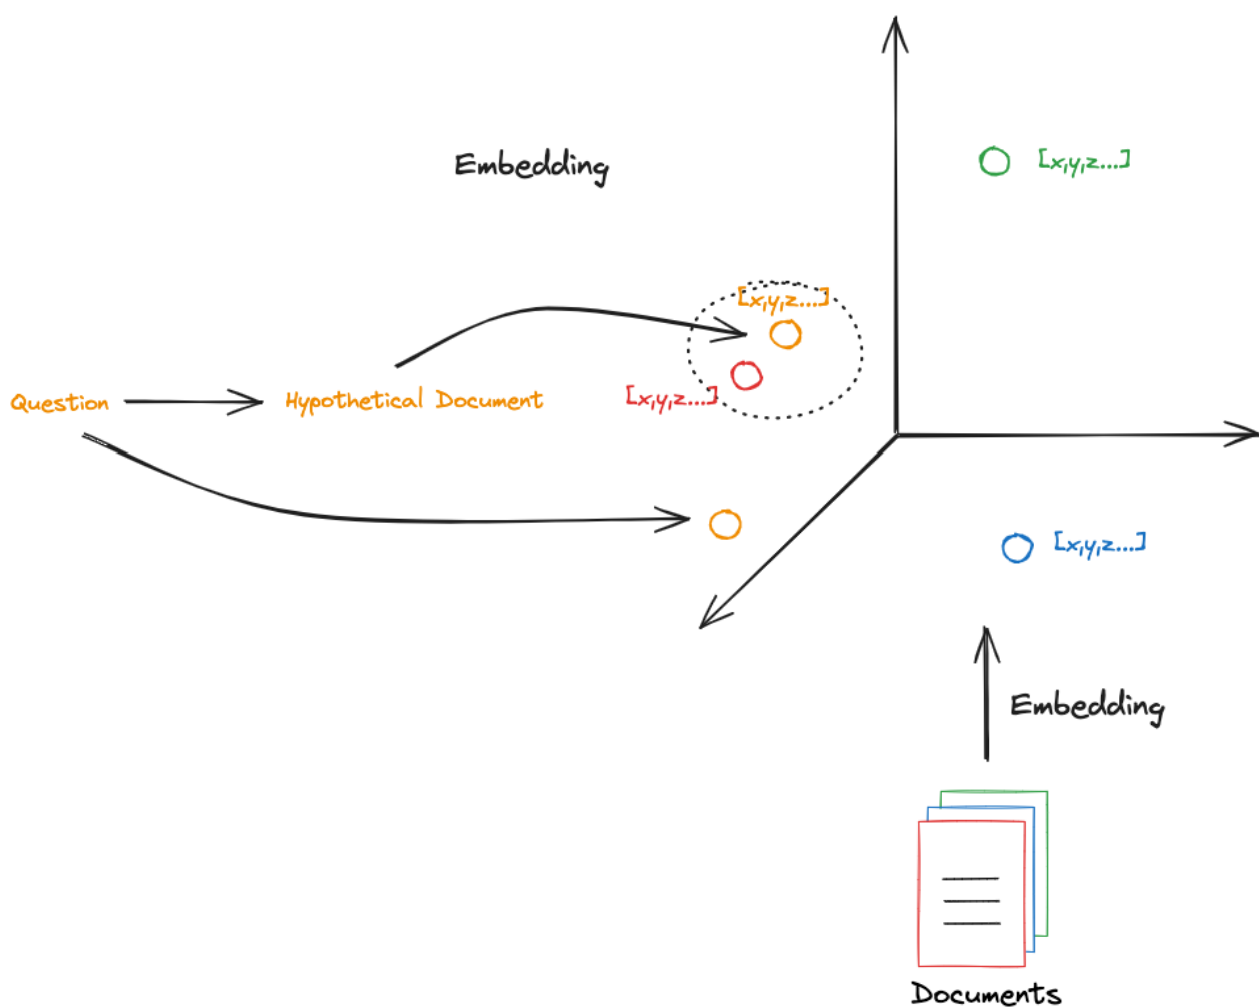 [x,y,z...]
Embedding
[x,y,z...]
[x,y,z...]
Question
Hypothetical Document
[x,y,z...]
Embedding
Documents